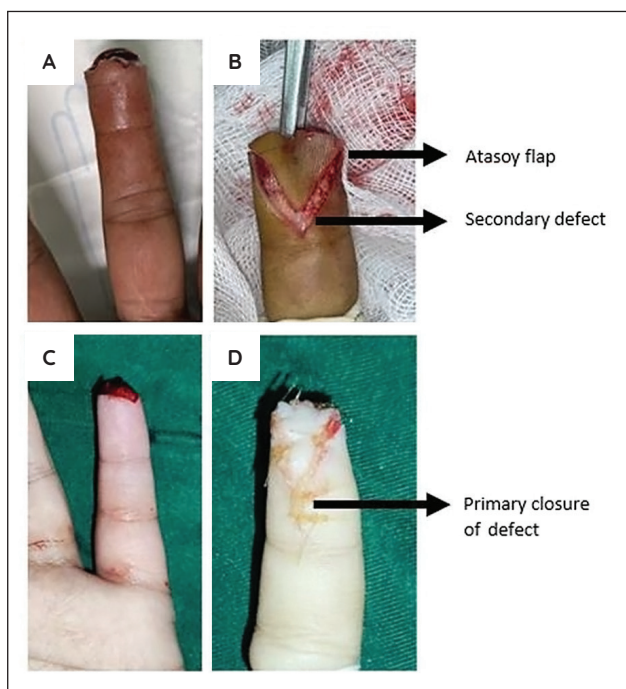 A
B
Atasoy flap
Secondary defect
C
D
Primary closure
of defect